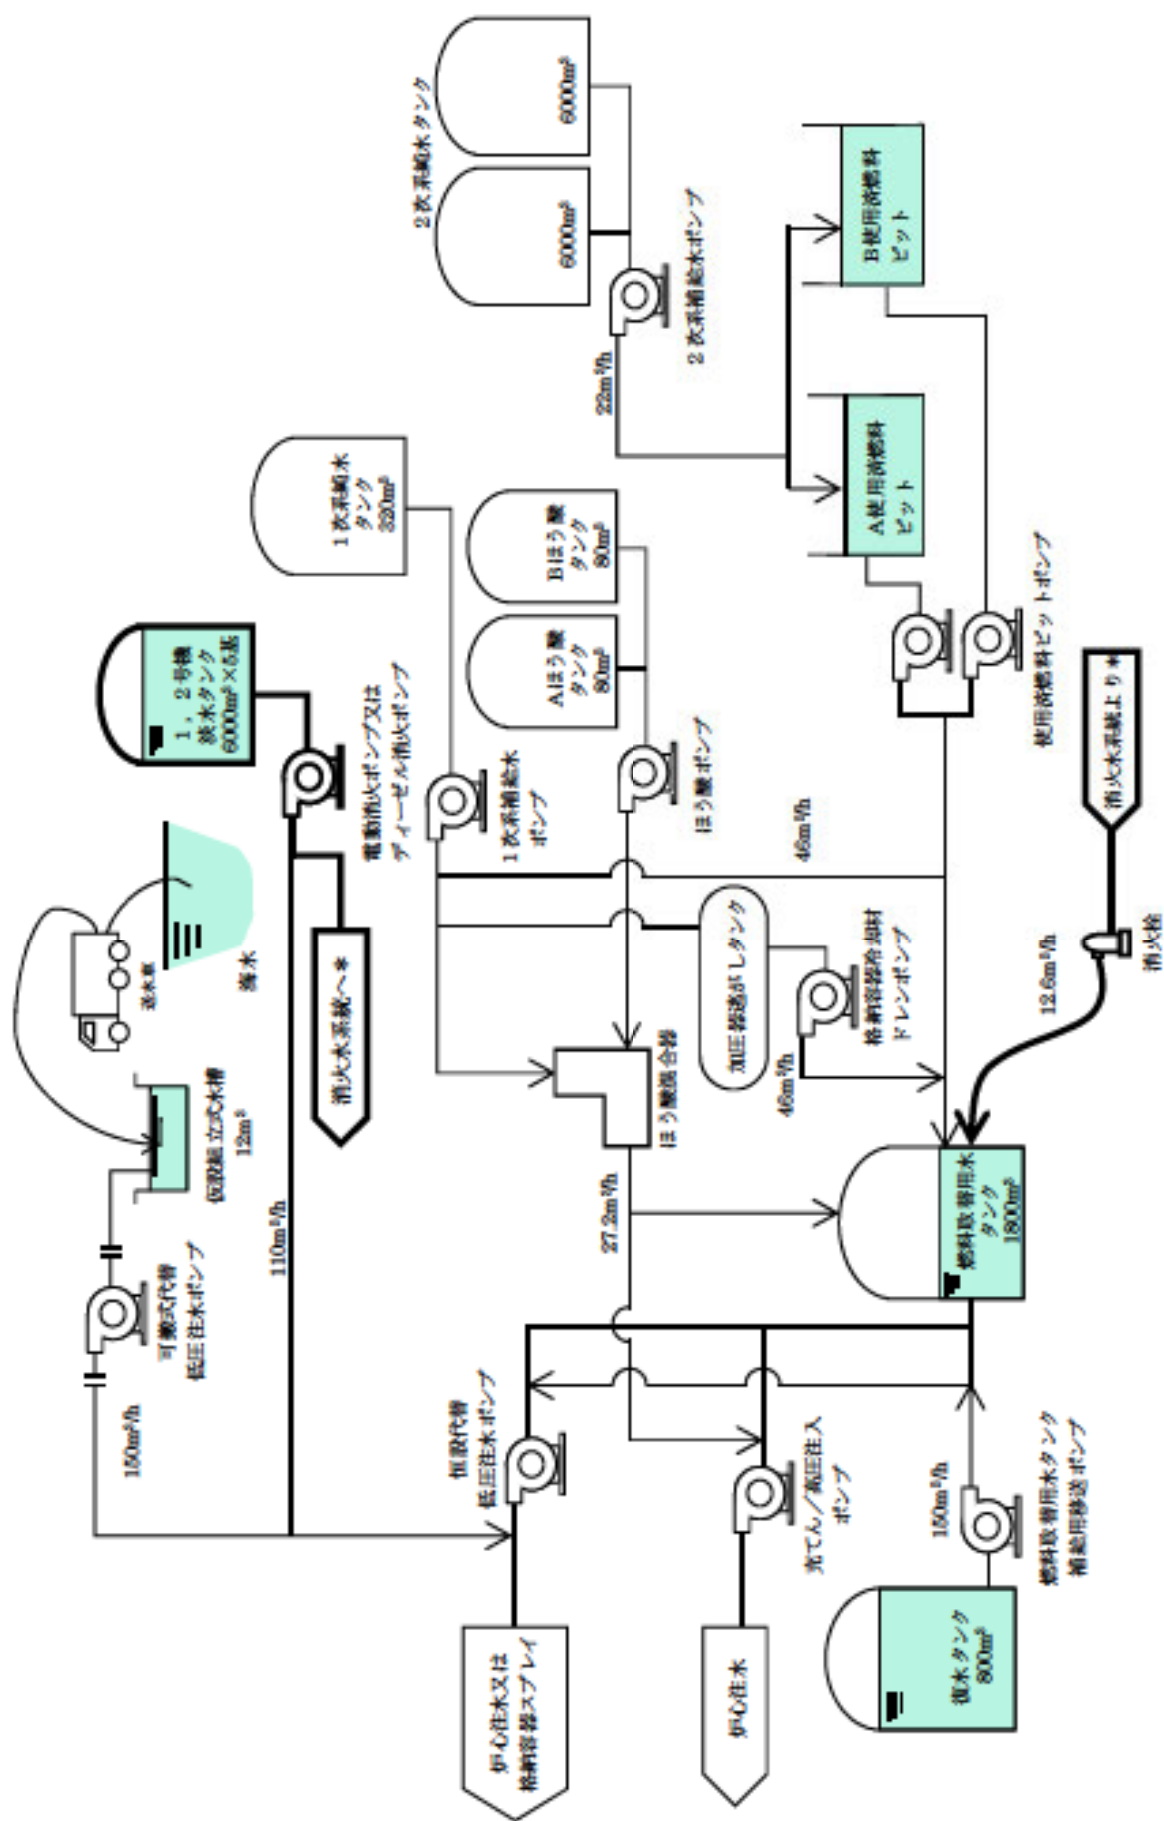 2次系純水タンク
6000m³
6000m³
2次系補給水ポンプ
22m³/h
B使用済燃料
ピット
A使用済燃料
ピット
使用済燃料ピットポンプ
1次系純水
タンク
320m³
Bほう酸
タンク
80m³
Aほう酸
タンク
80m³
ほう酸ポンプ
1次系補給水
ポンプ
1，2号機
淡水タンク
6000m³×5基
電動消火ポンプ又は
ディーゼル消火ポンプ
消火水系統へ＊
消火水系統より＊
消火栓
12.6m³/h
46m³/h
加圧器逃がしタンク
格納容器冷却材
ドレンポンプ
46m³/h
ほう酸混合器
27.2m³/h
送水車
海水
仮設組立式水槽
12m³
可搬式代替
低圧注水ポンプ
150m³/h
110m³/h
燃料取替用水
タンク
1800m³
恒設代替
低圧注水ポンプ
充てん／高圧注入
ポンプ
150m³/h
燃料取替用水タンク
補給用移送ポンプ
復水タンク
800m³
炉心注水又は
格納容器スプレイ
炉心注水